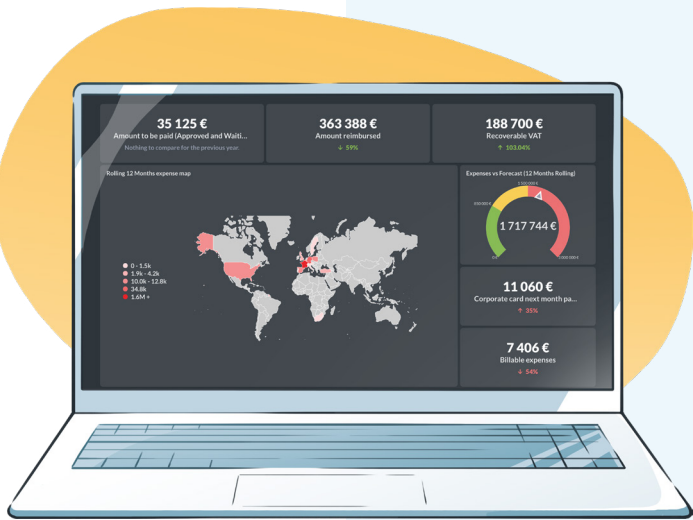 35 125 €
Amount to be paid (Approved and Waiti...
Nothing to compare for the previous year.
363 388 €
Amount reimbursed
↓ 59%
188 700 €
Recoverable VAT
↑ 103.04%
Rolling 12 Months expense map
0 - 1.5k
1.9k - 4.2k
10.0k - 12.8k
34.8k
1.6M +
Expenses vs Forecast (12 Months Rolling)
1 717 744 €
11 060 €
Corporate card next month pa...
↑ 35%
7 406 €
Billable expenses
↓ 54%